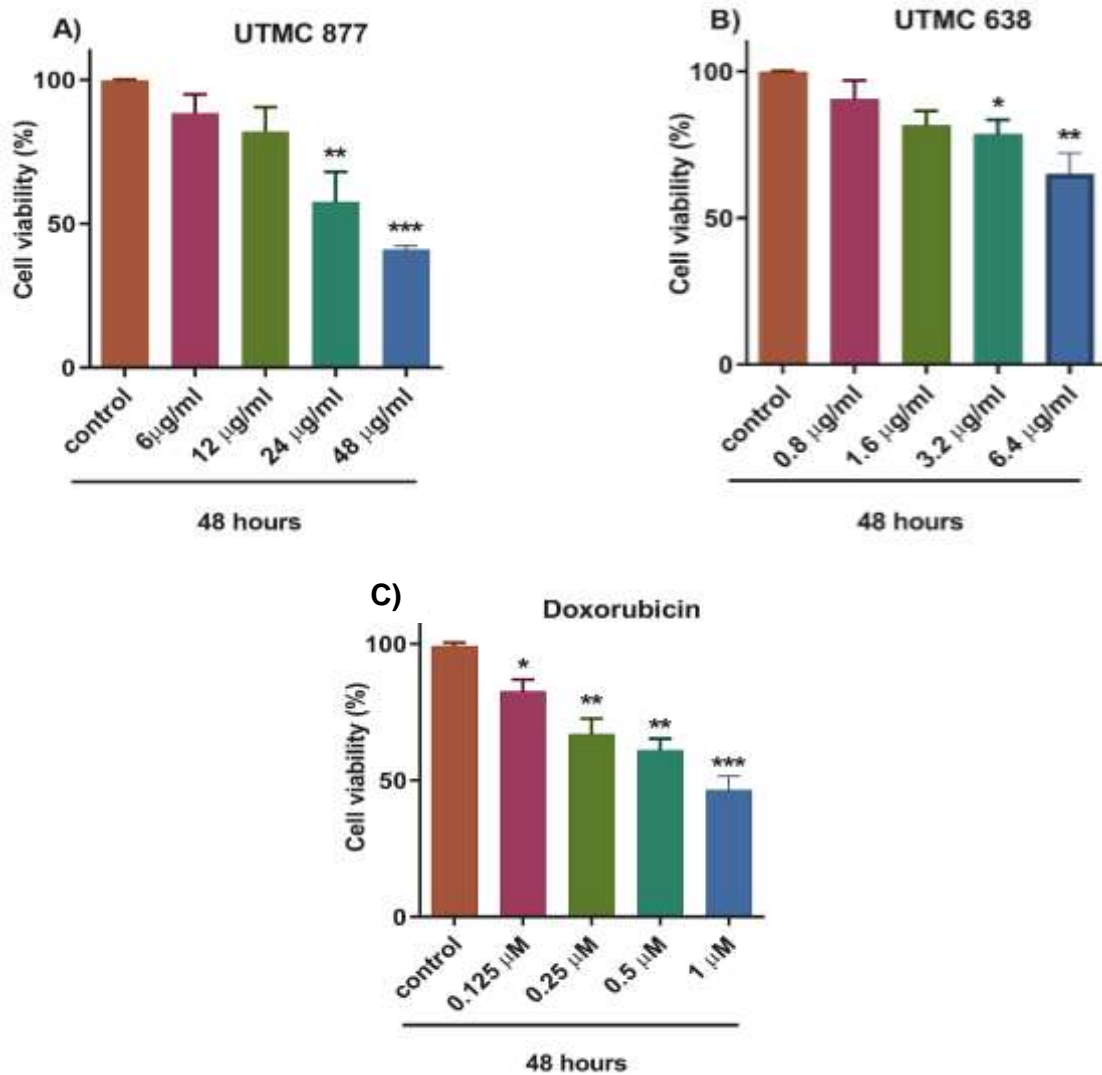 A)
UTMC 877
Cell viability (%)
100
50
0
**
***
control
6μg/ml
12 μg/ml
24 μg/ml
48 μg/ml
48 hours
B)
UTMC 638
Cell viability (%)
100
50
0
*
**
control
0.8 μg/ml
1.6 μg/ml
3.2 μg/ml
6.4 μg/ml
48 hours
C)
Doxorubicin
Cell viability (%)
100
50
0
*
**
**
***
control
0.125 μM
0.25 μM
0.5 μM
1 μM
48 hours